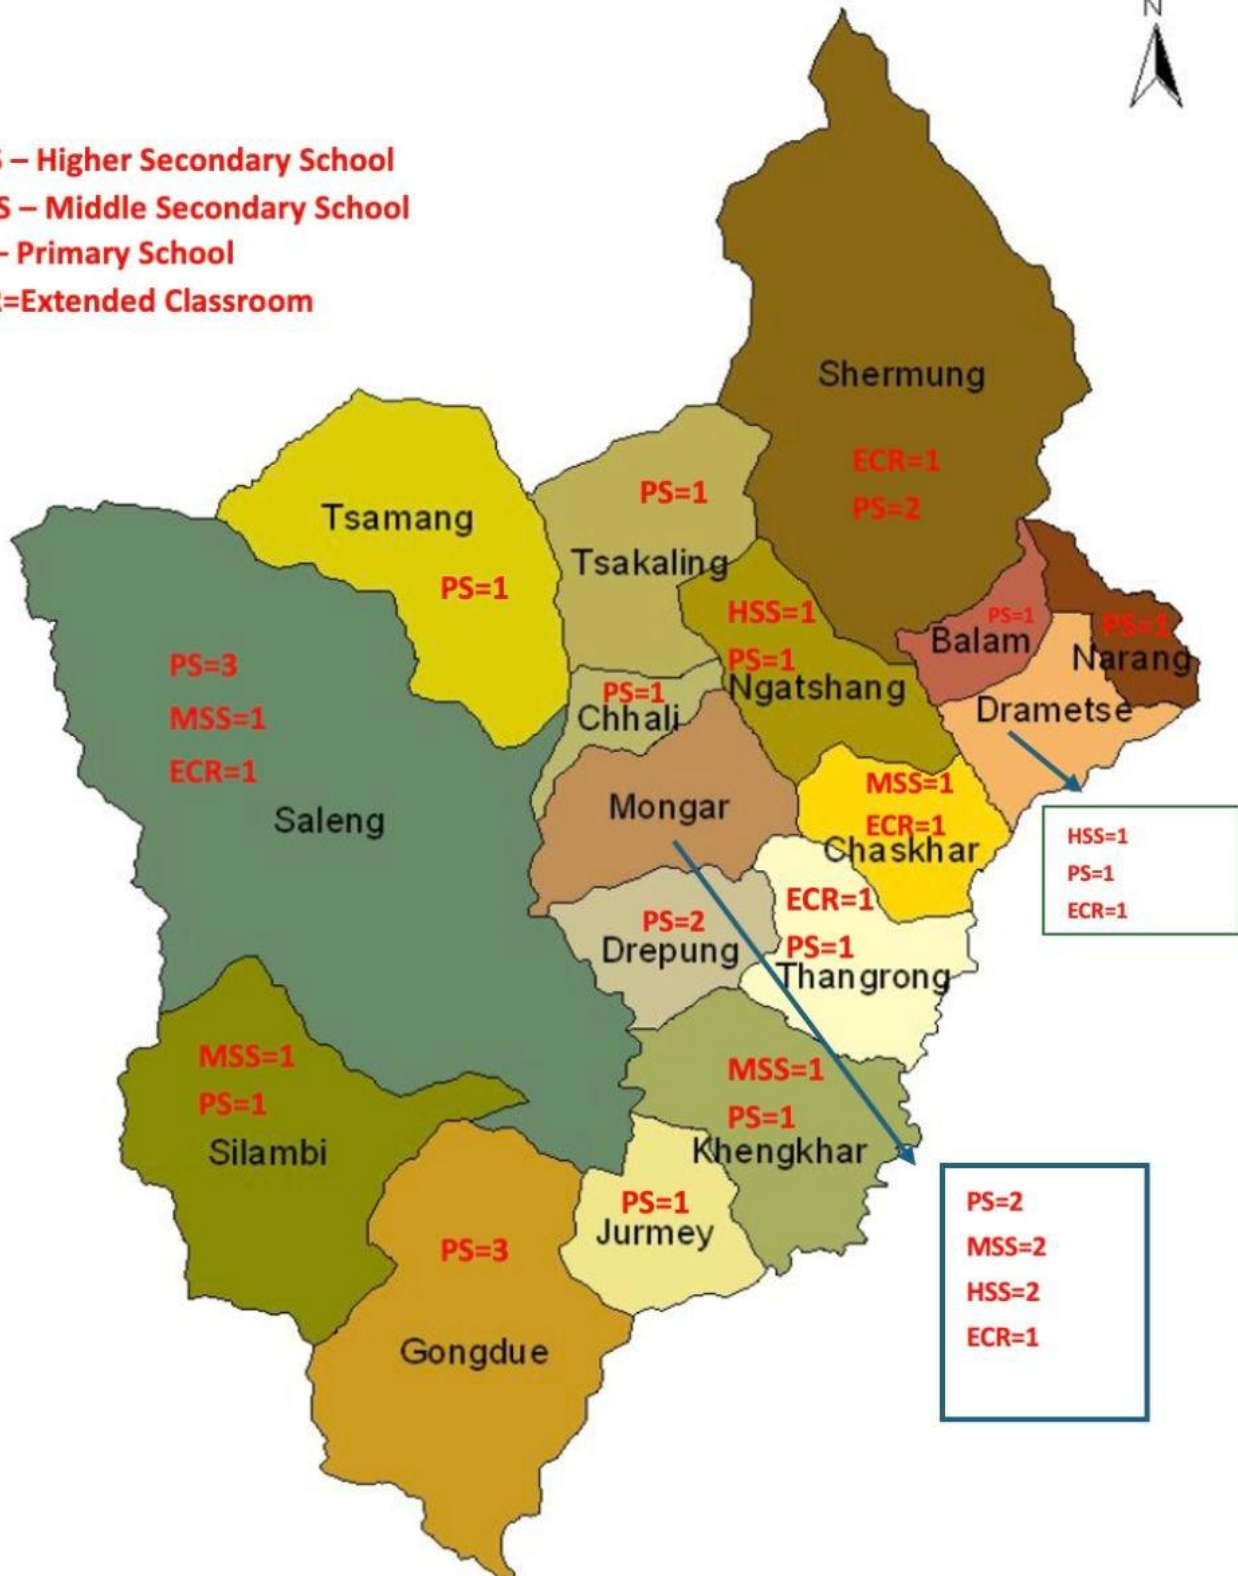 N
S – Higher Secondary School
S – Middle Secondary School
– Primary School
R=Extended Classroom
Shermung
ECR=1
PS=2
Tsamang
PS=1
PS=1
Tsakaling
HSS=1
PS=1
Ngatshang
PS=1
Balam
PS=1
Narang
Drametse
PS=3
MSS=1
ECR=1
Saleng
PS=1
Chhali
Mongar
MSS=1
ECR=1
Chaskhar
HSS=1
PS=1
ECR=1
PS=2
Drepung
ECR=1
PS=1
Thangrong
MSS=1
PS=1
Silambi
MSS=1
PS=1
Khengkhar
PS=1
Jurmey
PS=3
Gongdue
PS=2
MSS=2
HSS=2
ECR=1